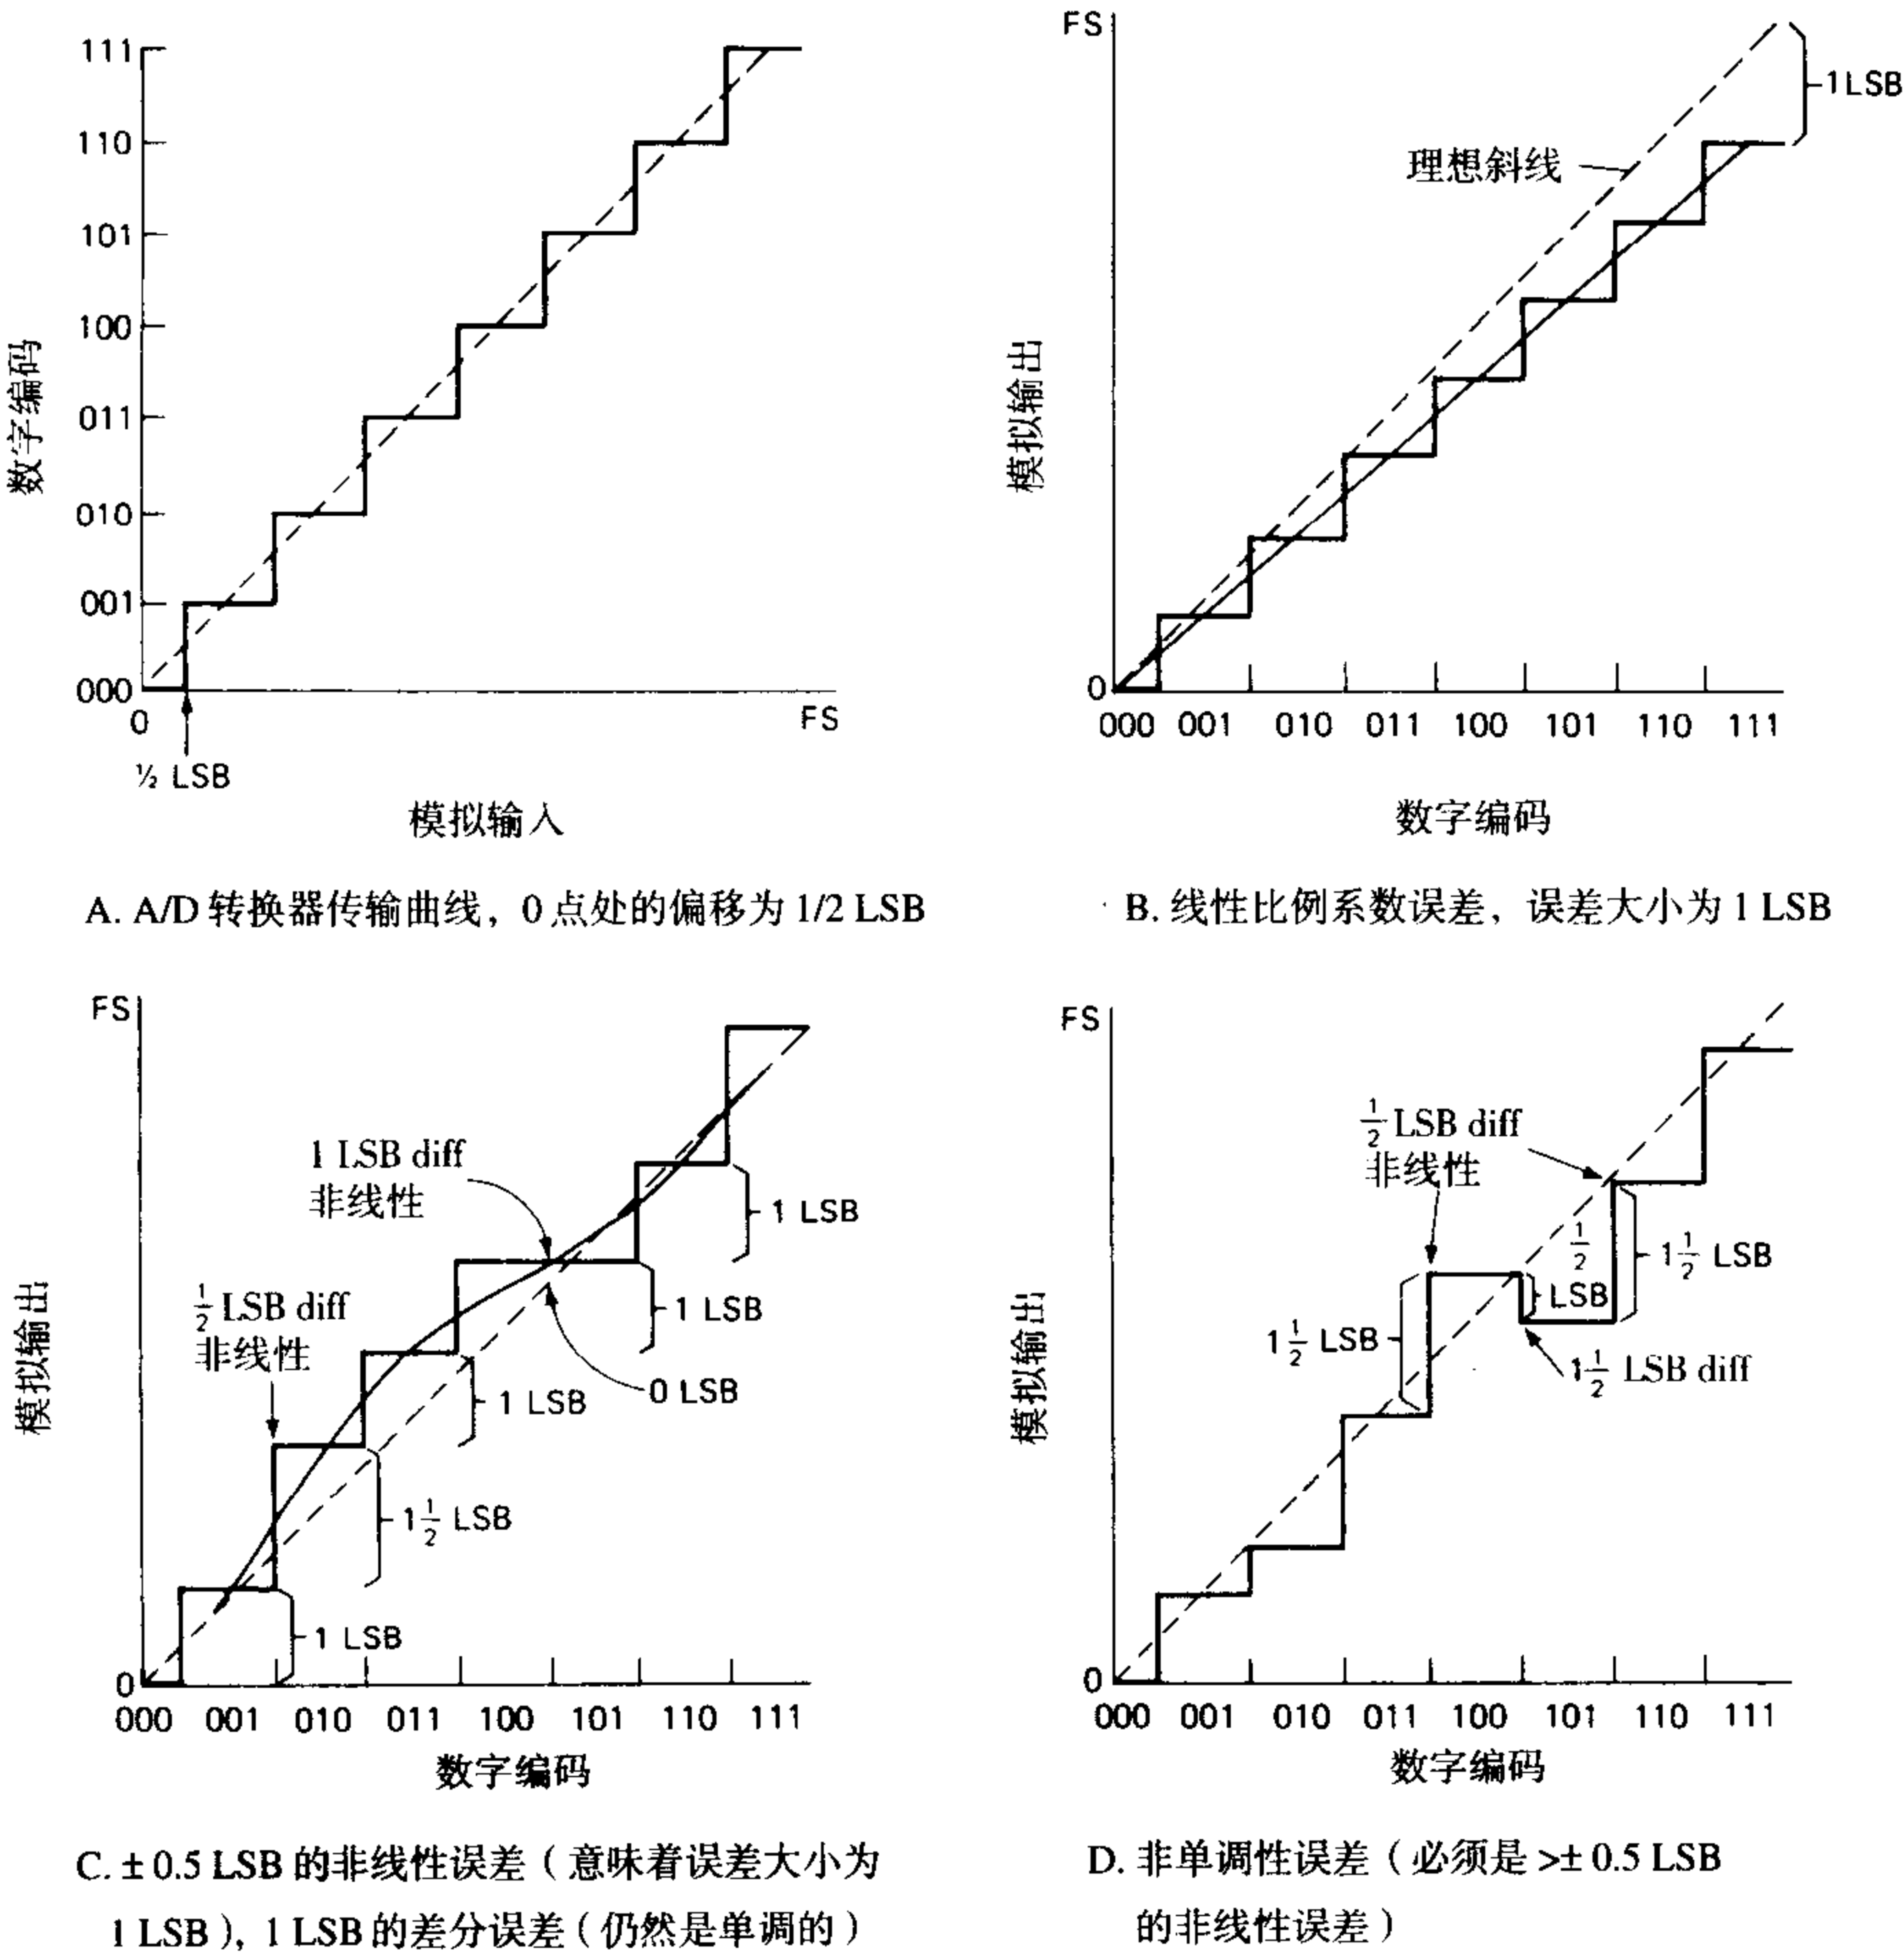 111
110
101
100
011
010
001
000
数字编码
0
FS
½ LSB
模拟输入
A. A/D 转换器传输曲线，0 点处的偏移为 1/2 LSB
FS
1 LSB
理想斜线
模拟输出
0
000 001 010 011 100 101 110 111
数字编码
B. 线性比例系数误差，误差大小为 1 LSB
FS
1 LSB diff
非线性
1 LSB
½ LSB diff
非线性
1 LSB
0 LSB
1 LSB
1½ LSB
1 LSB
模拟输出
0
000 001 010 011 100 101 110 111
数字编码
C. ± 0.5 LSB 的非线性误差（意味着误差大小为
1 LSB），1 LSB 的差分误差（仍然是单调的）
FS
½ LSB diff
非线性
½
LSB
1½ LSB
1½ LSB
1½ LSB diff
模拟输出
0
000 001 010 011 100 101 110 111
数字编码
D. 非单调性误差（必须是 >± 0.5 LSB
的非线性误差）